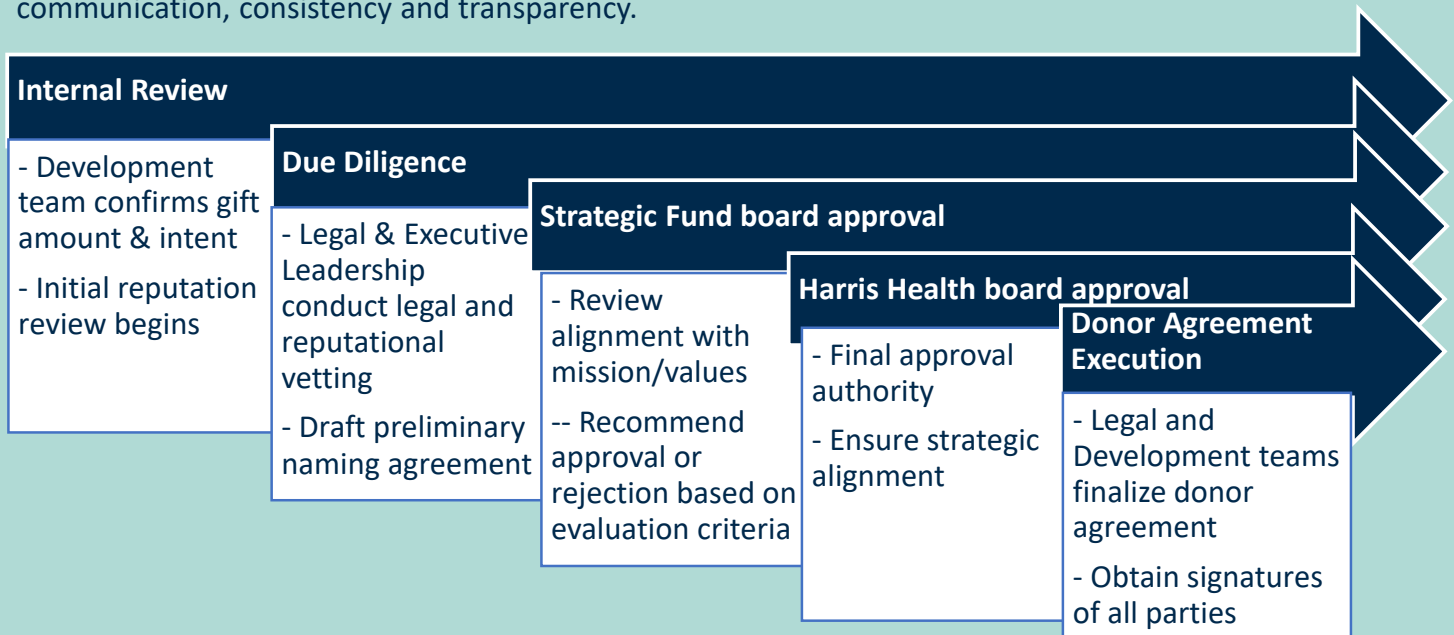 communication, consistency and transparency.
Internal Review
- Development
team confirms gift
amount & intent
- Initial reputation
review begins
Due Diligence
- Legal & Executive
Leadership
conduct legal and
reputational
vetting
- Draft preliminary
naming agreement
Strategic Fund board approval
- Review
alignment with
mission/values
-- Recommend
approval or
rejection based on
evaluation criteria
Harris Health board approval
- Final approval
authority
- Ensure strategic
alignment
Donor Agreement
Execution
- Legal and
Development teams
finalize donor
agreement
- Obtain signatures
of all parties